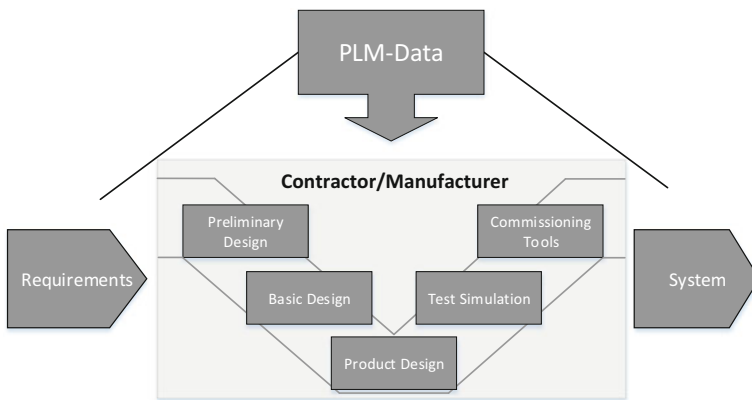 PLM-Data
Contractor/Manufacturer
Preliminary
Design
Commissioning
Tools
Requirements
Basic Design
Test Simulation
System
Product Design